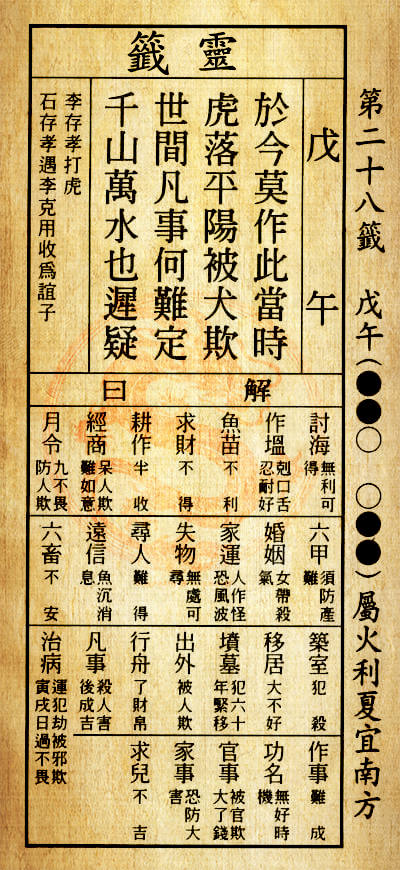 第二十八籤 戊午(●●○ ○●●)屬火利夏宜南方
靈籤
戊午
於今莫作此當時
虎落平陽被犬欺
世間凡事何難定
千山萬水也遲疑
李存孝打虎
石存孝遇李克用收為誼子
解曰
討海 無利可得
作塭 剋口舌忍耐好
魚苗 不利
求財 不得
耕作 半收
經商 呆人欺難如意
月令 九不畏防人欺
六甲 須防產難
婚姻 女帶殺氣
家運 人作怪恐風波
失物 無處可尋
尋人 難得
遠信 魚沉消息
六畜 不安
築室 犯殺
移居 大不好
墳墓 犯六十年緊移
出外 被人欺
行舟 了財帛
凡事 殺人害後成吉
治病 運犯劫被邪欺寅戌日過不畏
作事 難成
功名 無好時機
官事 被官欺大了錢
家事 恐防大害
求兒 不吉